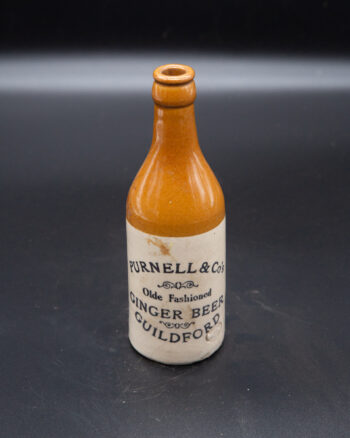 PURNELL & Co's
Olde Fashioned
GINGER BEER
GUILDFORD